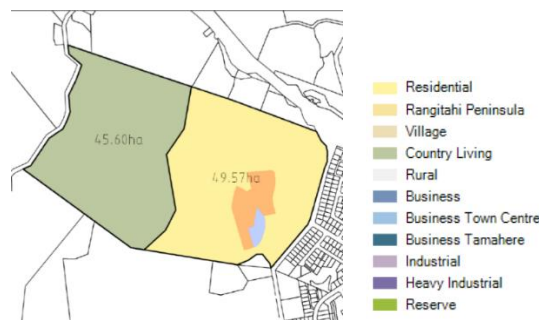 45.60ha
49.57ha
Residential
Rangitahi Peninsula
Village
Country Living
Rural
Business
Business Town Centre
Business Tamahere
Industrial
Heavy Industrial
Reserve